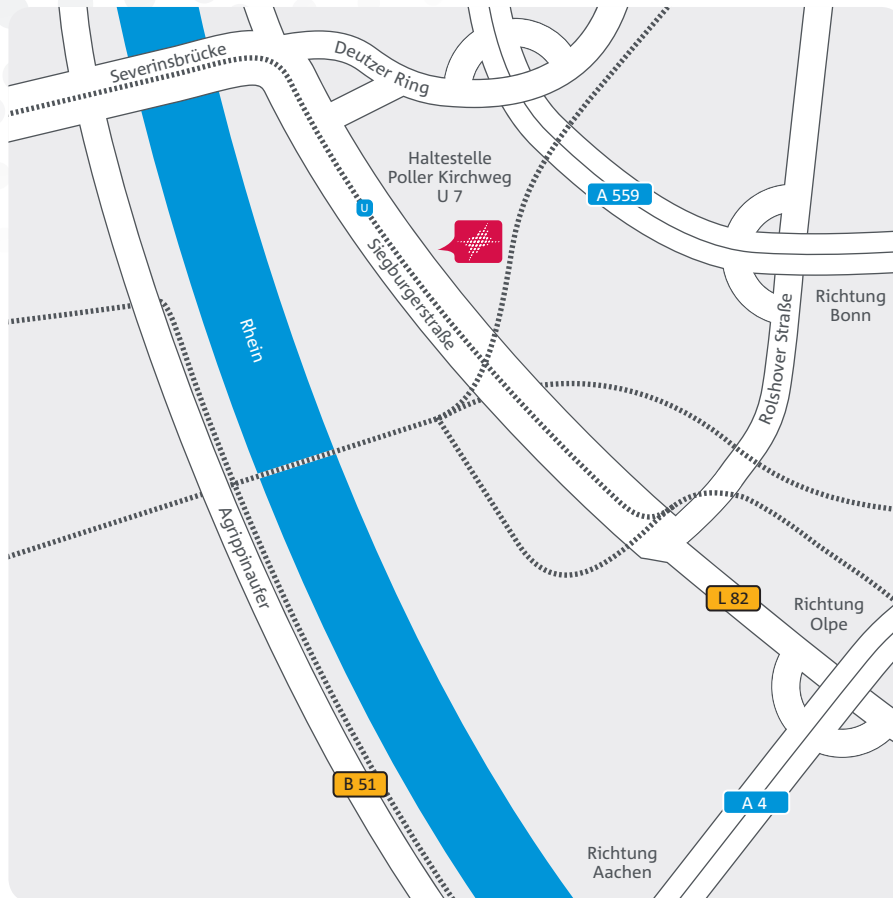 Severinsbrücke
Deutzer Ring
Haltestelle
Poller Kirchweg
U 7
A 559
U
Siegburgerstraße
Rhein
Richtung
Bonn
Rolshover Straße
Agrippinaufer
L 82
Richtung
Olpe
B 51
A 4
Richtung
Aachen